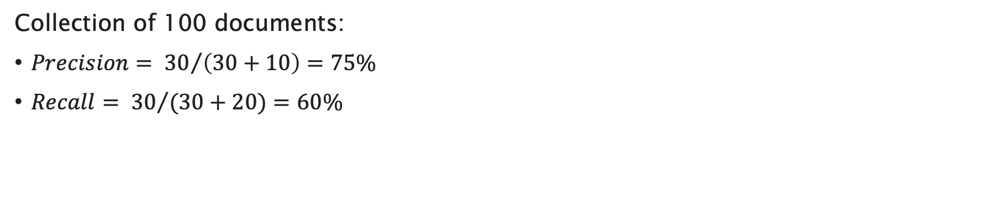 Collection of 100 documents:
• Precision = 30/(30 + 10) = 75%
• Recall = 30/(30 + 20) = 60%